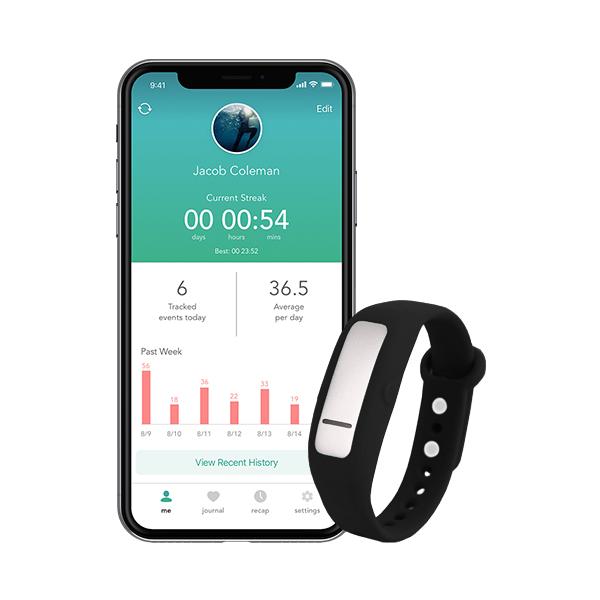 9:41
Edit
Jacob Coleman
Current Streak
00 00:54
days hours mins
Best: 00 23:52
6 36.5
Tracked Average
events today per day
Past Week
56 18 36 22 33 19
8/9 8/10 8/11 8/12 8/13 8/14
View Recent History
me journal recap settings